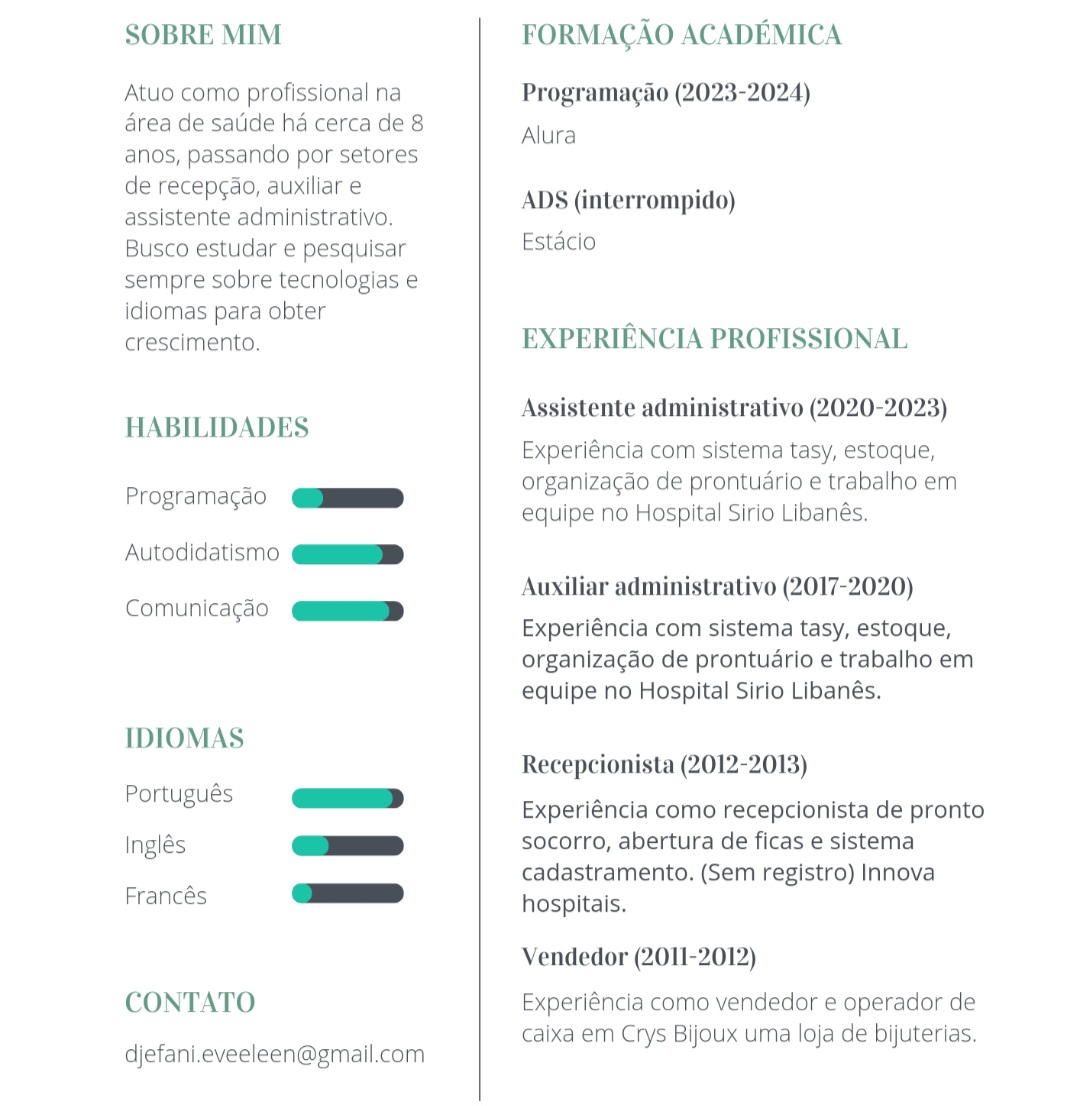 SOBRE MIM
Atuo como profissional na
área de saúde há cerca de 8
anos, passando por setores
de recepção, auxiliar e
assistente administrativo.
Busco estudar e pesquisar
sempre sobre tecnologias e
idiomas para obter
crescimento.
HABILIDADES
Programação
Autodidatismo
Comunicação
IDIOMAS
Português
Inglês
Francês
CONTATO
djefani.eveeleen@gmail.com
FORMAÇÃO ACADÉMICA
Programação (2023-2024)
Alura
ADS (interrompido)
Estácio
EXPERIÊNCIA PROFISSIONAL
Assistente administrativo (2020-2023)
Experiência com sistema tasy, estoque,
organização de prontuário e trabalho em
equipe no Hospital Sirio Libanês.
Auxiliar administrativo (2017-2020)
Experiência com sistema tasy, estoque,
organização de prontuário e trabalho em
equipe no Hospital Sirio Libanês.
Recepcionista (2012-2013)
Experiência como recepcionista de pronto
socorro, abertura de ficas e sistema
cadastramento. (Sem registro) Innova
hospitais.
Vendedor (2011-2012)
Experiência como vendedor e operador de
caixa em Crys Bijoux uma loja de bijuterias.